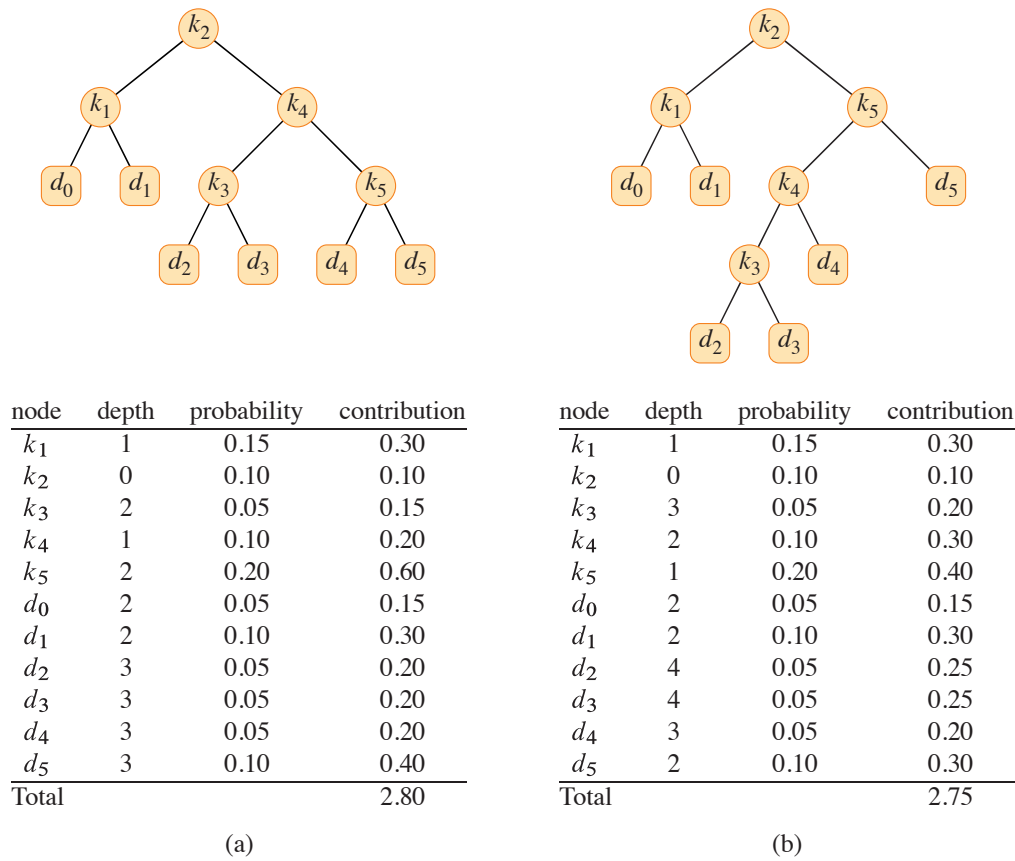 k2
k1 k4
d0 d1 k3 k5
d2 d3 d4 d5
node depth probability contribution
k1 1 0.15 0.30
k2 0 0.10 0.10
k3 2 0.05 0.15
k4 1 0.10 0.20
k5 2 0.20 0.60
d0 2 0.05 0.15
d1 2 0.10 0.30
d2 3 0.05 0.20
d3 3 0.05 0.20
d4 3 0.05 0.20
d5 3 0.10 0.40
Total 2.80
(a)
k2
k1 k5
d0 d1 k4 d5
k3 d4
d2 d3
node depth probability contribution
k1 1 0.15 0.30
k2 0 0.10 0.10
k3 3 0.05 0.20
k4 2 0.10 0.30
k5 1 0.20 0.40
d0 2 0.05 0.15
d1 2 0.10 0.30
d2 4 0.05 0.25
d3 4 0.05 0.25
d4 3 0.05 0.20
d5 2 0.10 0.30
Total 2.75
(b)